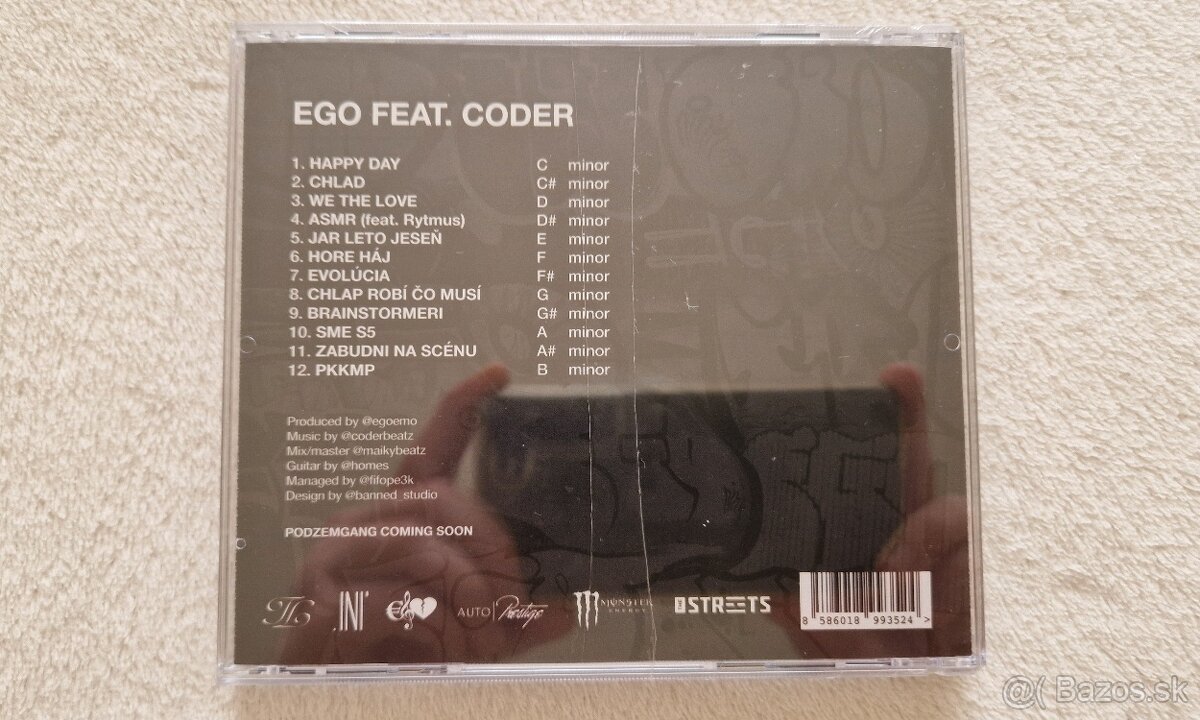 EGO FEAT. CODER
1. HAPPY DAY C minor
2. CHLAD C# minor
3. WE THE LOVE D minor
4. ASMR (feat. Rytmus) D# minor
5. JAR LETO JESEŇ E minor
6. HORE HÁJ F minor
7. EVOLÚCIA F# minor
8. CHLAP ROBÍ ČO MUSÍ G minor
9. BRAINSTORMERI G# minor
10. SME S5 A minor
11. ZABUDNI NA SCÉNU A# minor
12. PKKMP B minor
Produced by @egoemo
Music by @coderbeatz
Mix/master @maikybeatz
Guitar by @homes
Managed by @fifope3k
Design by @banned_studio
PODZEMGANG COMING SOON
AUTO Prestige MONSTER ENERGY THE STREETS
8 586018 993524 >
@( Bazos.sk